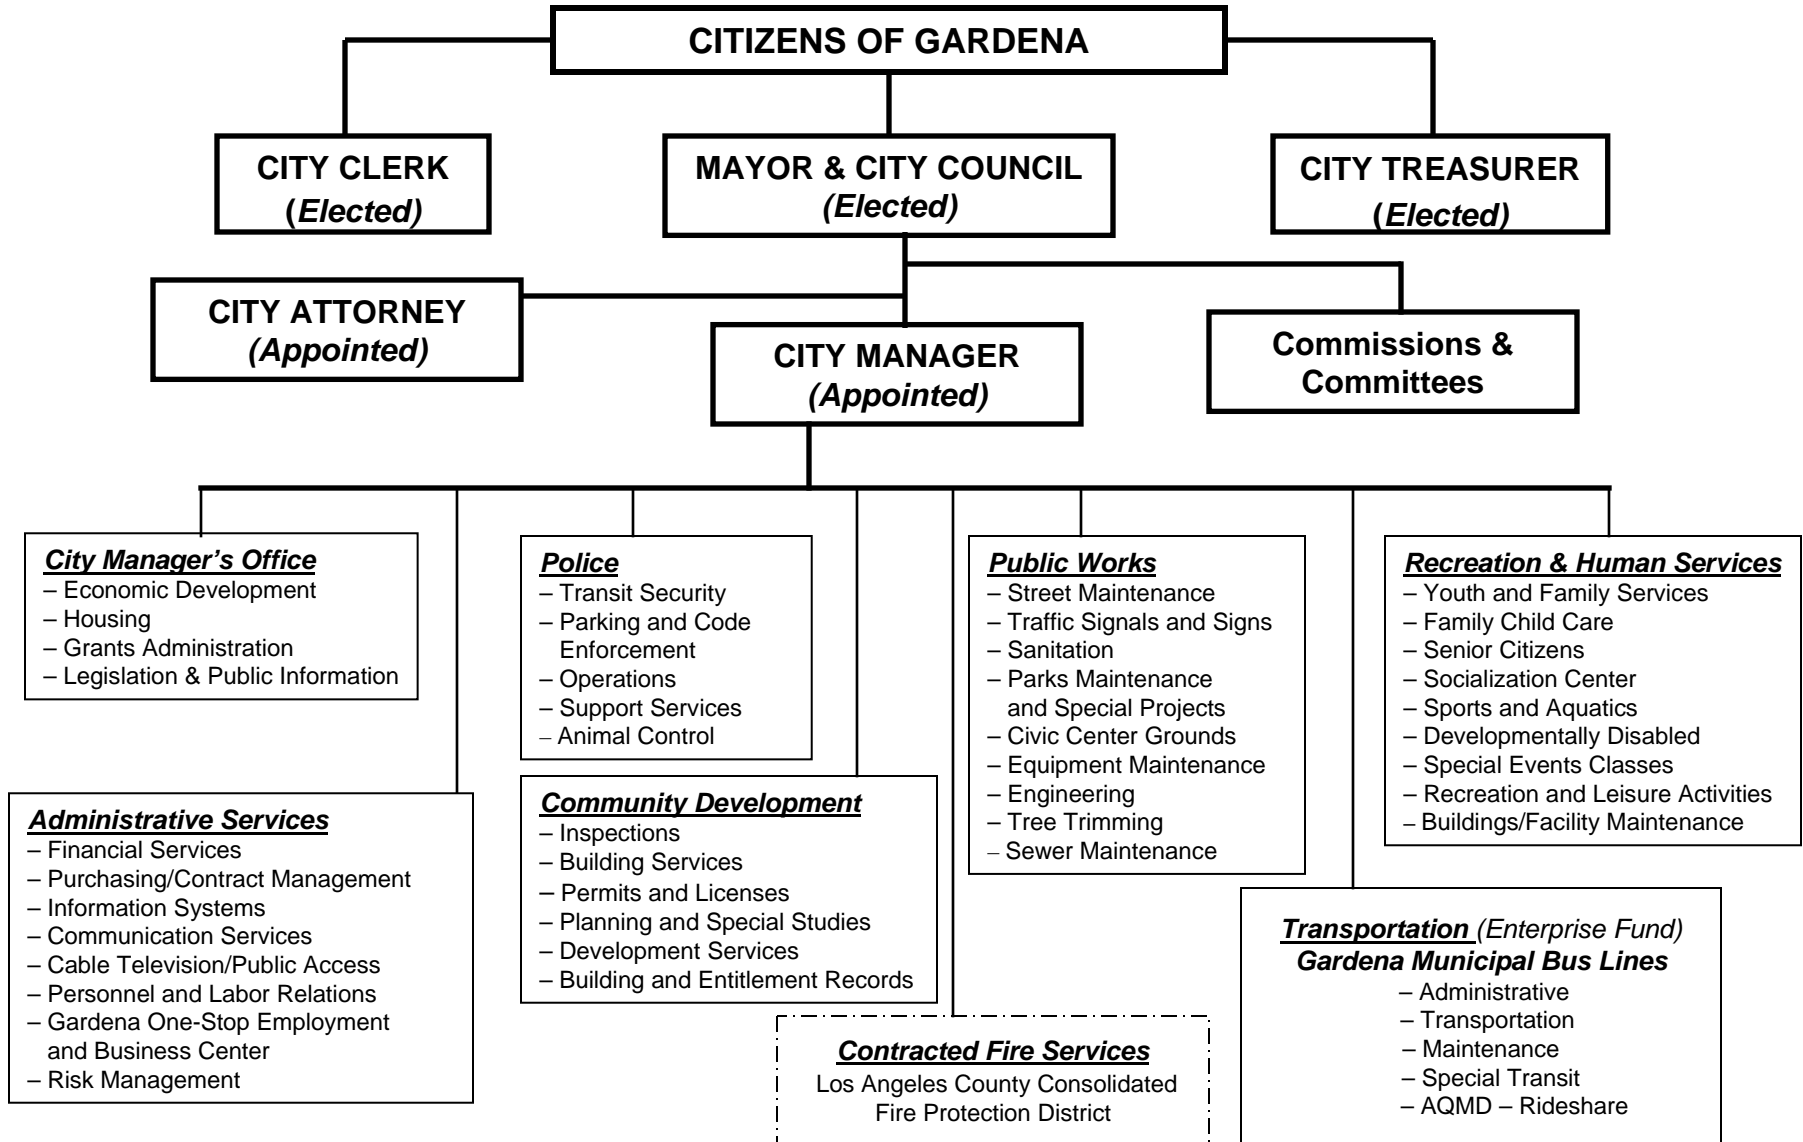 CITIZENS OF GARDENA
CITY CLERK
(Elected)
MAYOR & CITY COUNCIL
(Elected)
CITY TREASURER
(Elected)
CITY ATTORNEY
(Appointed)
CITY MANAGER
(Appointed)
Commissions &
Committees
City Manager’s Office
– Economic Development
– Housing
– Grants Administration
– Legislation & Public Information
Police
– Transit Security
– Parking and Code
Enforcement
– Operations
– Support Services
– Animal Control
Public Works
– Street Maintenance
– Traffic Signals and Signs
– Sanitation
– Parks Maintenance
and Special Projects
– Civic Center Grounds
– Equipment Maintenance
– Engineering
– Tree Trimming
– Sewer Maintenance
Recreation & Human Services
– Youth and Family Services
– Family Child Care
– Senior Citizens
– Socialization Center
– Sports and Aquatics
– Developmentally Disabled
– Special Events Classes
– Recreation and Leisure Activities
– Buildings/Facility Maintenance
Administrative Services
– Financial Services
– Purchasing/Contract Management
– Information Systems
– Communication Services
– Cable Television/Public Access
– Personnel and Labor Relations
– Gardena One-Stop Employment
and Business Center
– Risk Management
Community Development
– Inspections
– Building Services
– Permits and Licenses
– Planning and Special Studies
– Development Services
– Building and Entitlement Records
Contracted Fire Services
Los Angeles County Consolidated
Fire Protection District
Transportation (Enterprise Fund)
Gardena Municipal Bus Lines
– Administrative
– Transportation
– Maintenance
– Special Transit
– AQMD – Rideshare